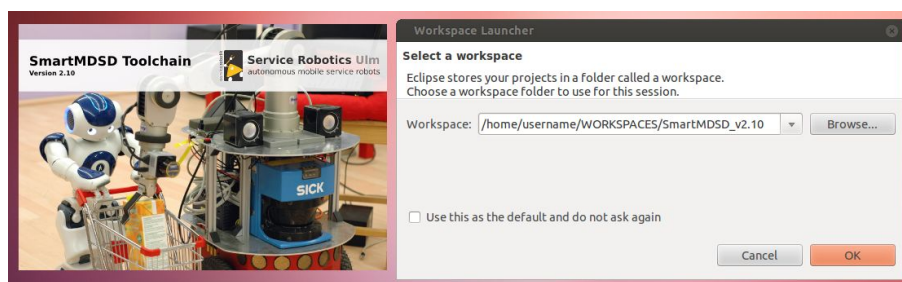 SmartMDSD Toolchain
Version 2.10
Service Robotics Ulm
autonomous mobile service robots
SICK
Workspace Launcher
Select a workspace
Eclipse stores your projects in a folder called a workspace.
Choose a workspace folder to use for this session.
Workspace: /home/username/WORKSPACES/SmartMDSD_v2.10 Browse...
Use this as the default and do not ask again
Cancel OK